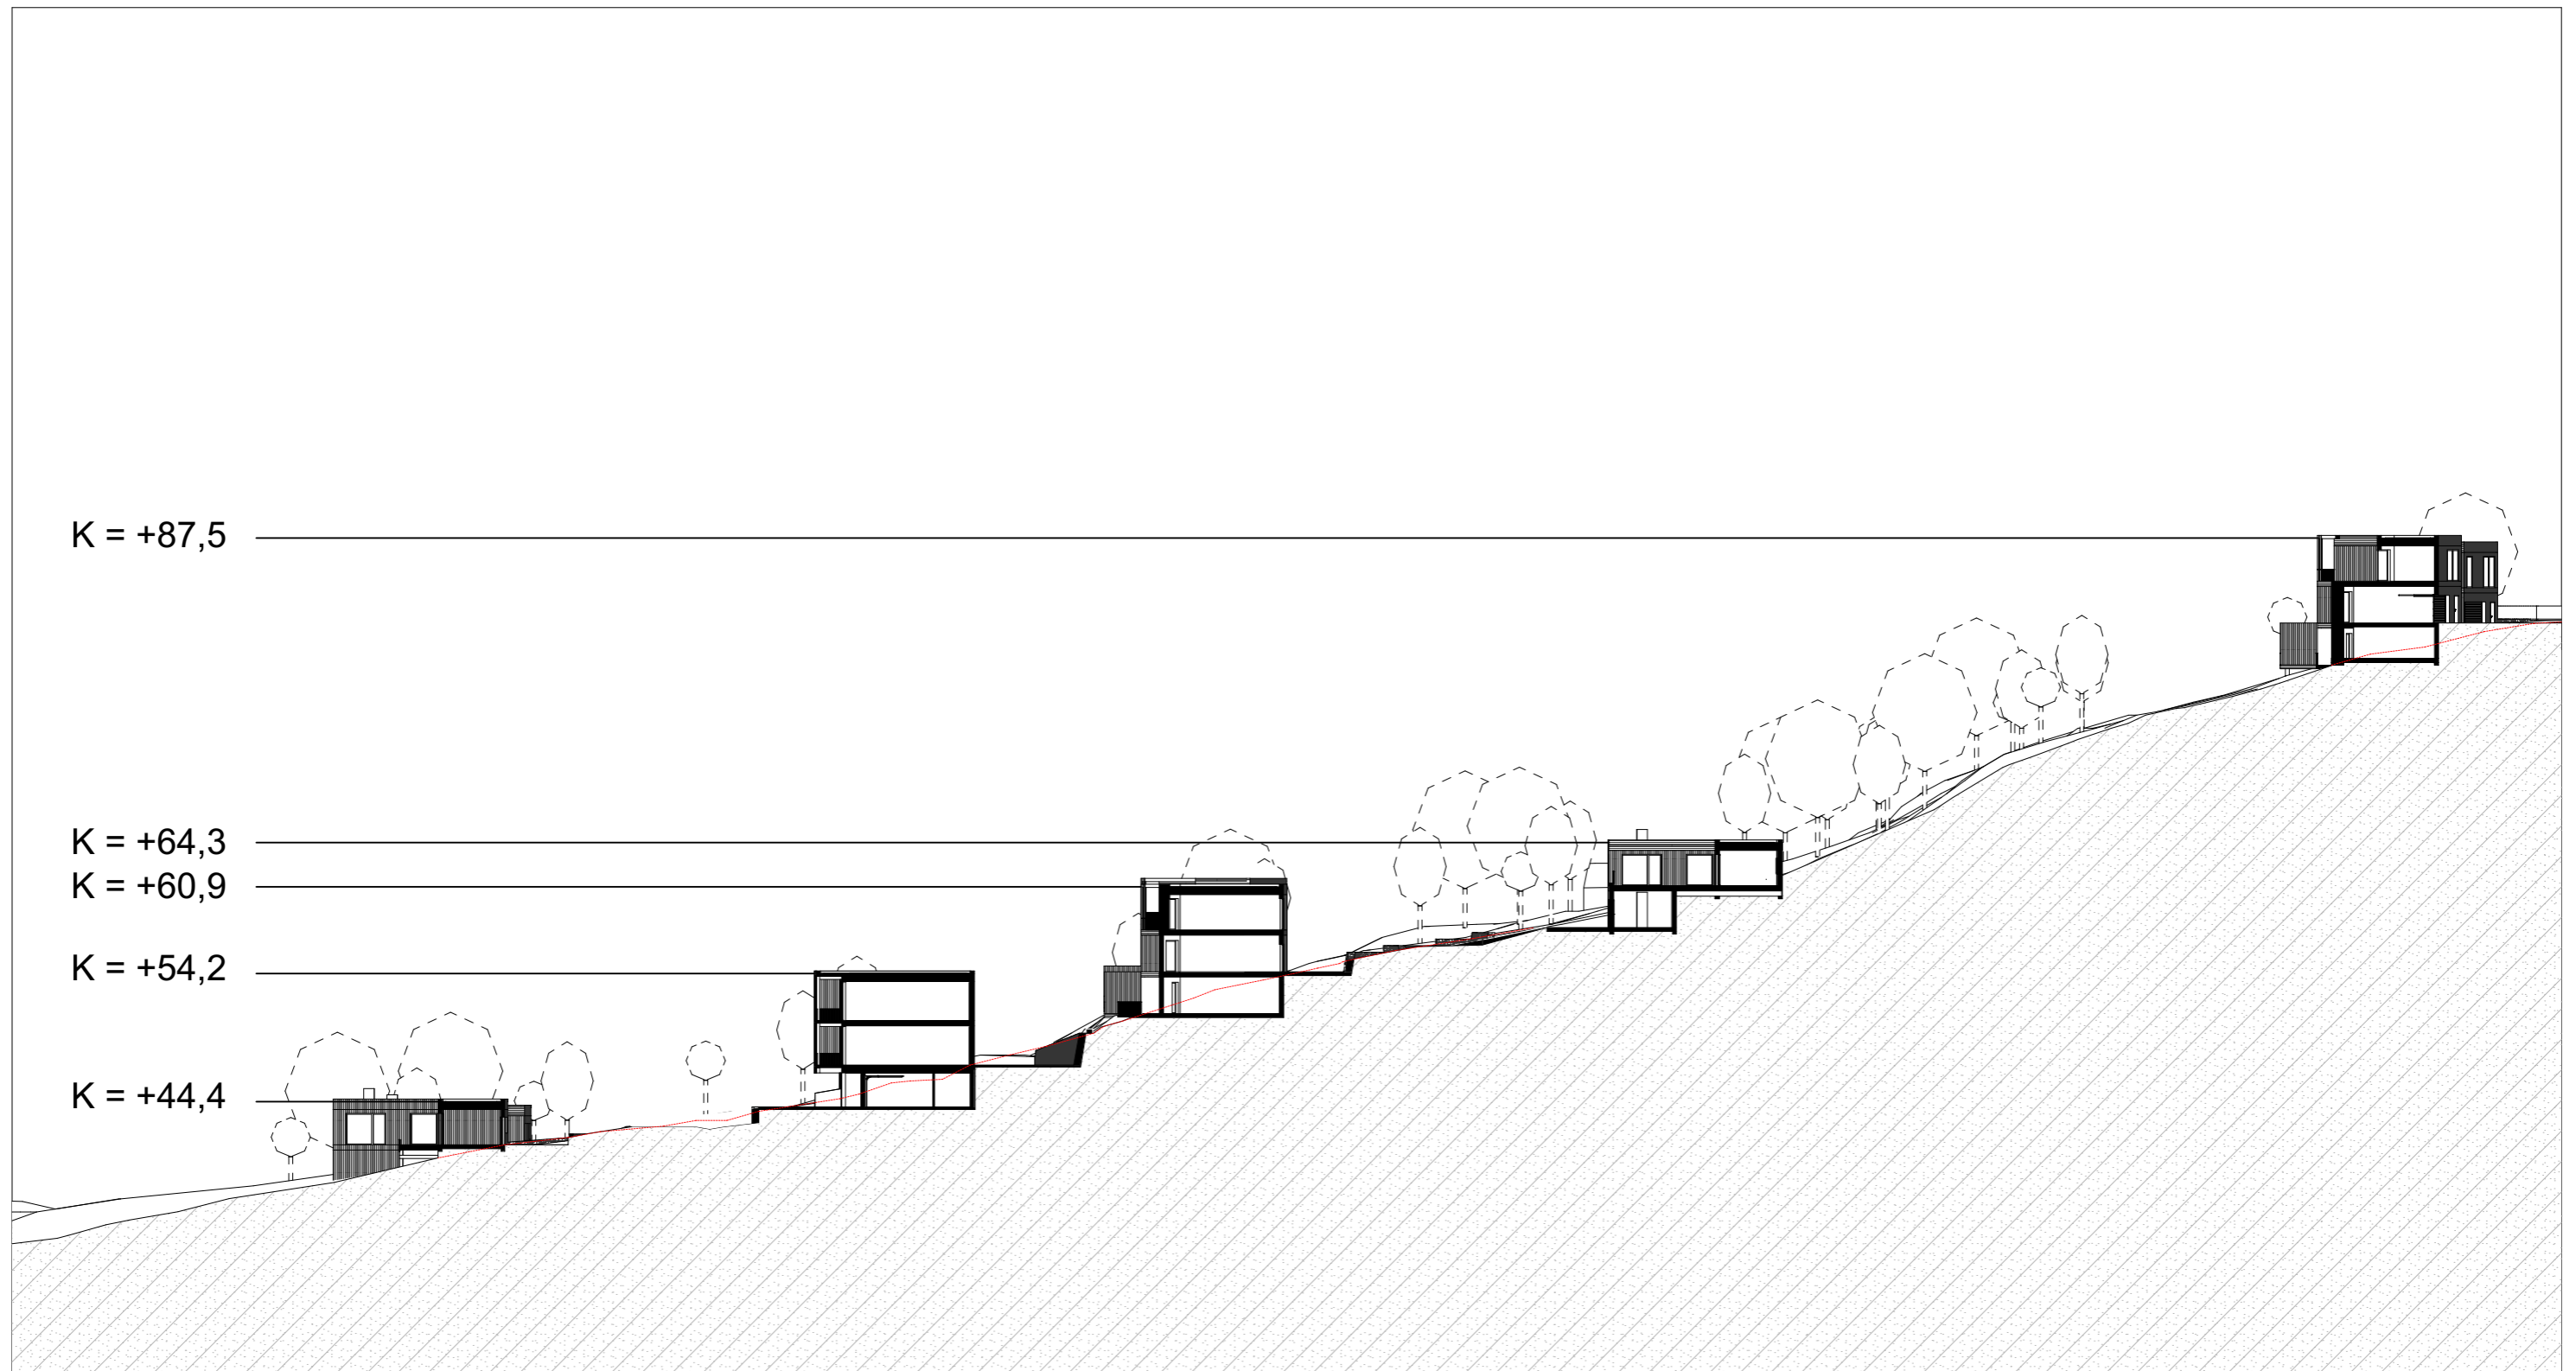 K = +87,5
K = +64,3
K = +60,9
K = +54,2
K = +44,4